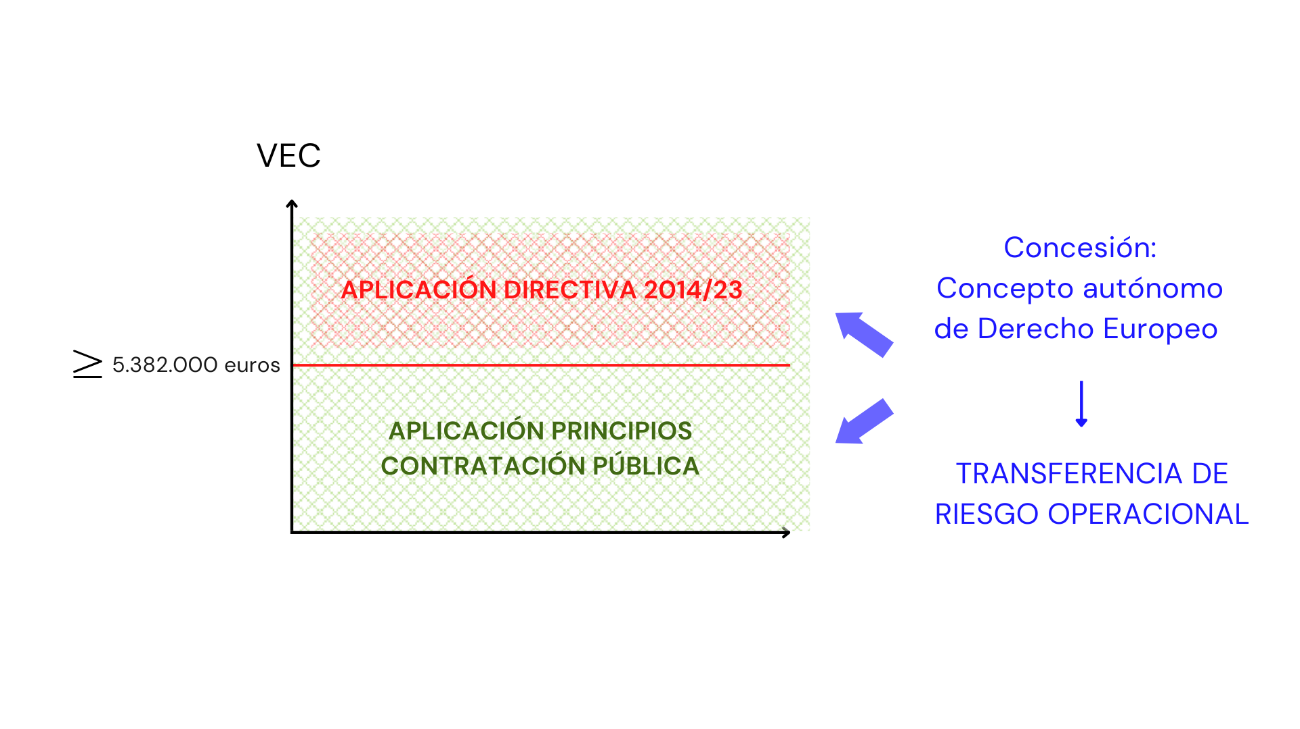 VEC
APLICACIÓN DIRECTIVA 2014/23
≥ 5.382.000 euros
APLICACIÓN PRINCIPIOS
CONTRATACIÓN PÚBLICA
Concesión:
Concepto autónomo
de Derecho Europeo
TRANSFERENCIA DE
RIESGO OPERACIONAL